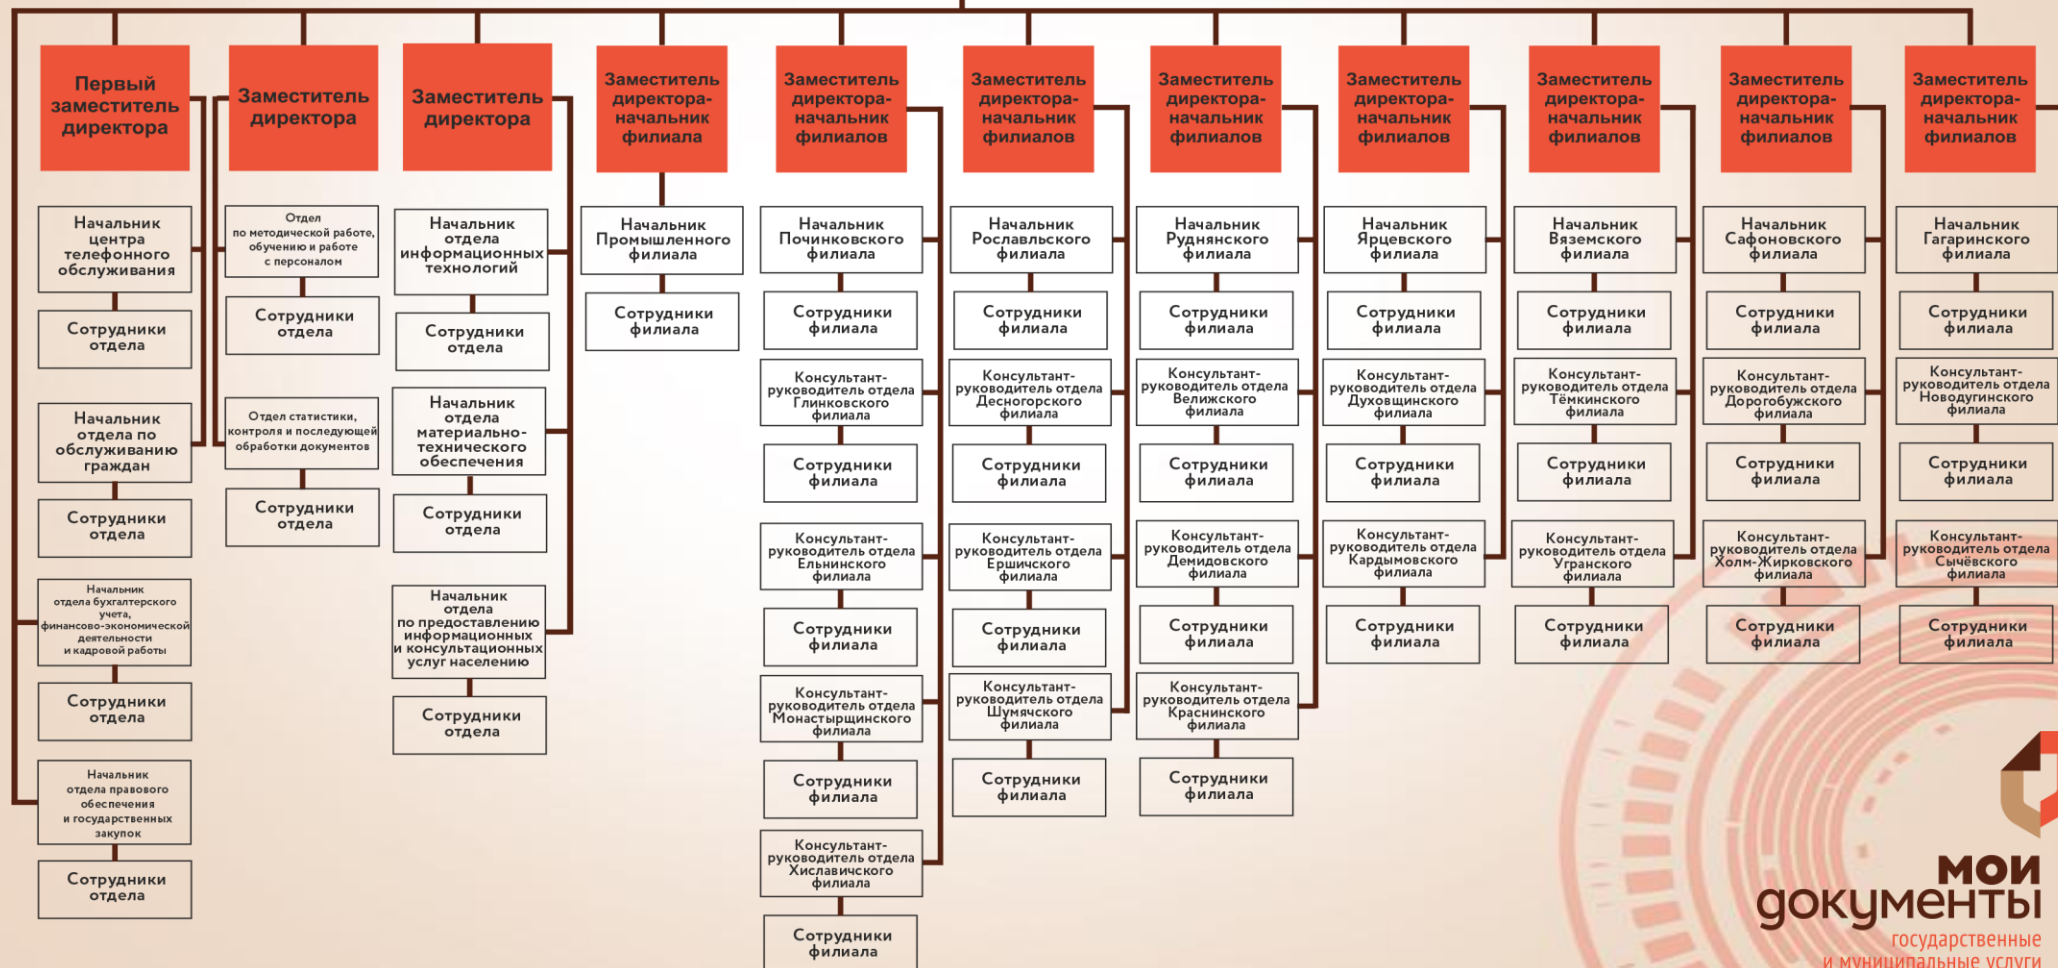 Первый
заместитель
директора
Начальник
центра
телефонного
обслуживания
Сотрудники
отдела
Начальник
отдела по
обслуживанию
граждан
Сотрудники
отдела
Начальник
отдела бухгалтерского
учета,
финансово-экономической
деятельности
и кадровой работы
Сотрудники
отдела
Начальник
отдела правового
обеспечения
и государственных
закупок
Сотрудники
отдела
Заместитель
директора
Отдел
по методической работе,
обучению и работе
с персоналом
Сотрудники
отдела
Отдел статистики,
контроля и последующей
обработки документов
Сотрудники
отдела
Заместитель
директора
Начальник
отдела
информационных
технологий
Сотрудники
отдела
Начальник
отдела
материально-
технического
обеспечения
Сотрудники
отдела
Начальник
отдела
по предоставлению
информационных
и консультационных
услуг населению
Сотрудники
отдела
Заместитель
директора-
начальник
филиала
Начальник
Промышленного
филиала
Сотрудники
филиала
Заместитель
директора-
начальник
филиалов
Начальник
Починковского
филиала
Сотрудники
филиала
Консультант-
руководитель отдела
Глинковского
филиала
Сотрудники
филиала
Консультант-
руководитель отдела
Ельнинского
филиала
Сотрудники
филиала
Консультант-
руководитель отдела
Монастырщинского
филиала
Сотрудники
филиала
Консультант-
руководитель отдела
Хиславичского
филиала
Сотрудники
филиала
Заместитель
директора-
начальник
филиалов
Начальник
Рославльского
филиала
Сотрудники
филиала
Консультант-
руководитель отдела
Десногорского
филиала
Сотрудники
филиала
Консультант-
руководитель отдела
Ершичского
филиала
Сотрудники
филиала
Консультант-
руководитель отдела
Шумячского
филиала
Сотрудники
филиала
Заместитель
директора-
начальник
филиалов
Начальник
Руднянского
филиала
Сотрудники
филиала
Консультант-
руководитель отдела
Велижского
филиала
Сотрудники
филиала
Консультант-
руководитель отдела
Демидовского
филиала
Сотрудники
филиала
Консультант-
руководитель отдела
Краснинского
филиала
Сотрудники
филиала
Заместитель
директора-
начальник
филиалов
Начальник
Ярцевского
филиала
Сотрудники
филиала
Консультант-
руководитель отдела
Духовщинского
филиала
Сотрудники
филиала
Консультант-
руководитель отдела
Кардымовского
филиала
Сотрудники
филиала
Заместитель
директора-
начальник
филиалов
Начальник
Вяземского
филиала
Сотрудники
филиала
Консультант-
руководитель отдела
Тёмкинского
филиала
Сотрудники
филиала
Консультант-
руководитель отдела
Угранского
филиала
Сотрудники
филиала
Заместитель
директора-
начальник
филиалов
Начальник
Сафоновского
филиала
Сотрудники
филиала
Консультант-
руководитель отдела
Дорогобужского
филиала
Сотрудники
филиала
Консультант-
руководитель отдела
Холм-Жирковского
филиала
Сотрудники
филиала
Заместитель
директора-
начальник
филиалов
Начальник
Гагаринского
филиала
Сотрудники
филиала
Консультант-
руководитель отдела
Новодугинского
филиала
Сотрудники
филиала
Консультант-
руководитель отдела
Сычёвского
филиала
Сотрудники
филиала
мои
документы
государственные
и муниципальные услуги